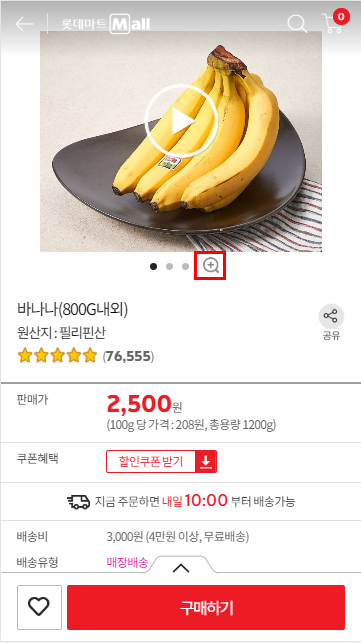 롯데마트 Mall
0
바나나(800G내외)
원산지 : 필리핀산
(76,555)
공유
판매가
2,500원
(100g 당 가격 : 208원, 총용량 1200g)
쿠폰혜택
할인쿠폰 받기
지금 주문하면 내일 10:00 부터 배송가능
배송비
3,000원 (4만원 이상, 무료배송)
배송유형
매장배송
구매하기